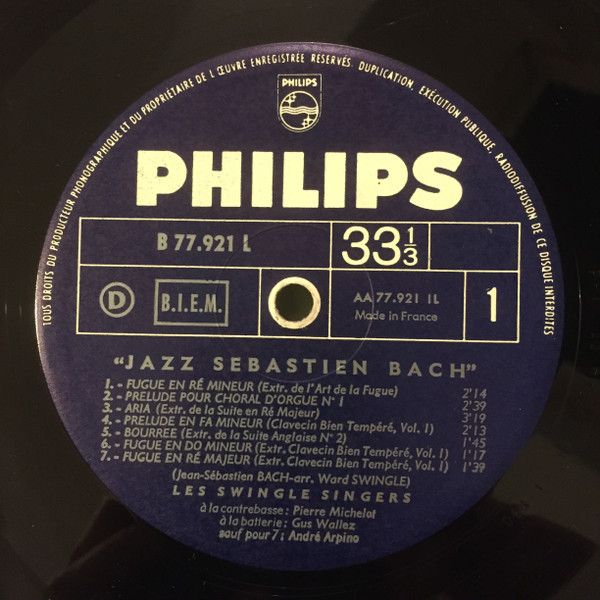 TOUS DROITS DU PRODUCTEUR PHONOGRAPHIQUE ET DU PROPRIÉTAIRE DE L'ŒUVRE ENREGISTRÉE RESERVÉS. DUPLICATION, EXÉCUTION PUBLIQUE, RADIODIFFUSION DE CE DISQUE INTERDITES
PHILIPS
PHILIPS
B 77.921 L
33 1/3
D
B.I.E.M.
AA 77.921 1L
Made in France
1
“JAZZ SEBASTIEN BACH”
1. - FUGUE EN RÉ MINEUR (Extr. de l'Art de la Fugue) 2'14
2. - PRELUDE POUR CHORAL D'ORGUE N° 1 2'39
3. - ARIA (Extr. de la Suite en Ré Majeur) 3'19
4. - PRELUDE EN FA MINEUR (Clavecin Bien Tempéré, Vol. 1) 2'13
5. - BOURREE (Extr. de la Suite Anglaise N° 2) 1'45
6. - FUGUE EN DO MINEUR (Extr. Clavecin Bien Tempéré, Vol. 1) 1'17
7. - FUGUE EN RÉ MAJEUR (Extr. Clavecin Bien Tempéré, Vol. 1) 1'39
(Jean-Sébastien BACH-arr. Ward SWINGLE)
LES SWINGLE SINGERS
à la contrebasse : Pierre Michelot
à la batterie : Gus Wallez
sauf pour 7 : André Arpino